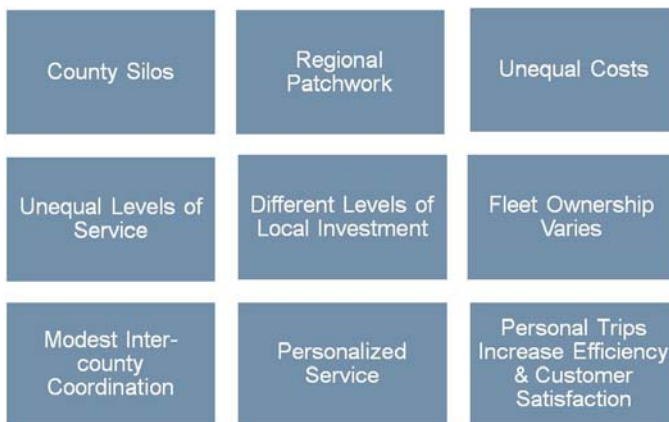 County Silos
Regional
Patchwork
Unequal Costs
Unequal Levels of
Service
Different Levels of
Local Investment
Fleet Ownership
Varies
Modest Inter-
county
Coordination
Personalized
Service
Personal Trips
Increase Efficiency
& Customer
Satisfaction